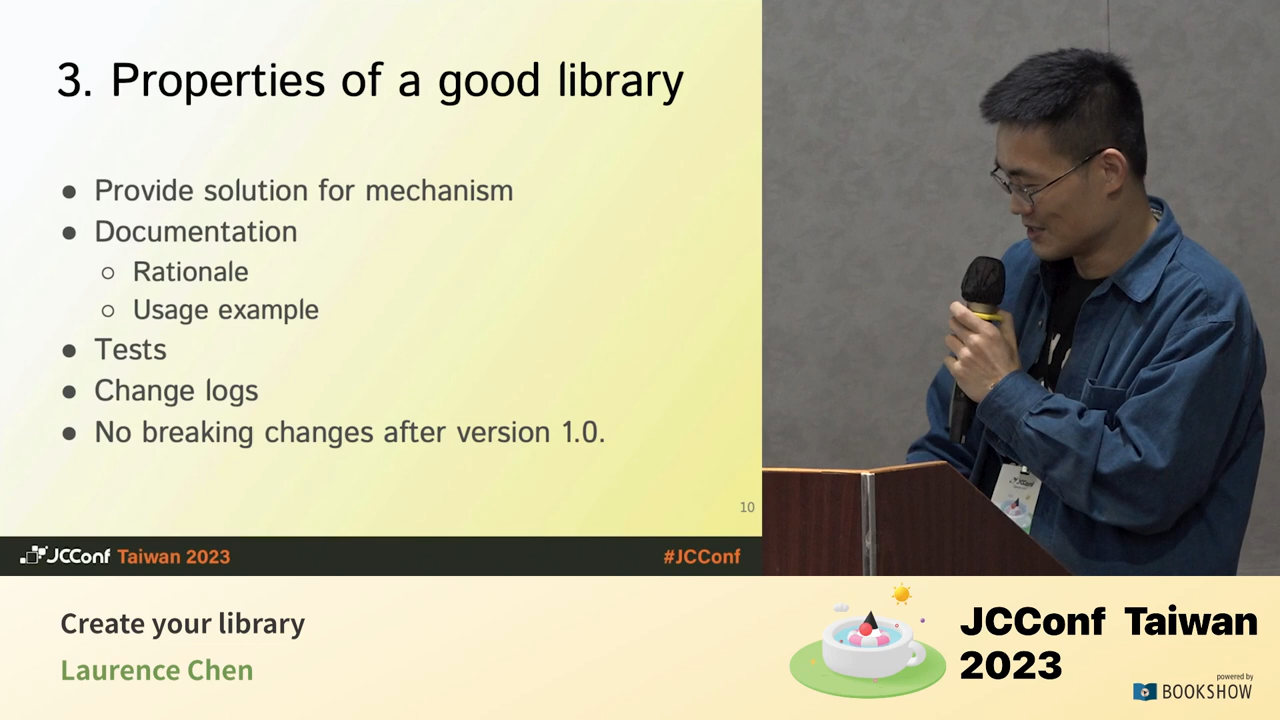 3. Properties of a good library
● Provide solution for mechanism
● Documentation
○ Rationale
○ Usage example
● Tests
● Change logs
● No breaking changes after version 1.0.
10
JCConf Taiwan 2023
#JCConf
Create your library
Laurence Chen
JCConf Taiwan
2023
powered by
BOOKSHOW